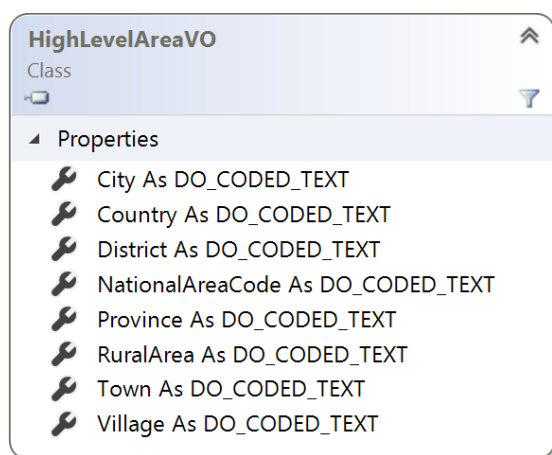 HighLevelAreaVO
Class
Properties
City As DO_CODED_TEXT
Country As DO_CODED_TEXT
District As DO_CODED_TEXT
NationalAreaCode As DO_CODED_TEXT
Province As DO_CODED_TEXT
RuralArea As DO_CODED_TEXT
Town As DO_CODED_TEXT
Village As DO_CODED_TEXT